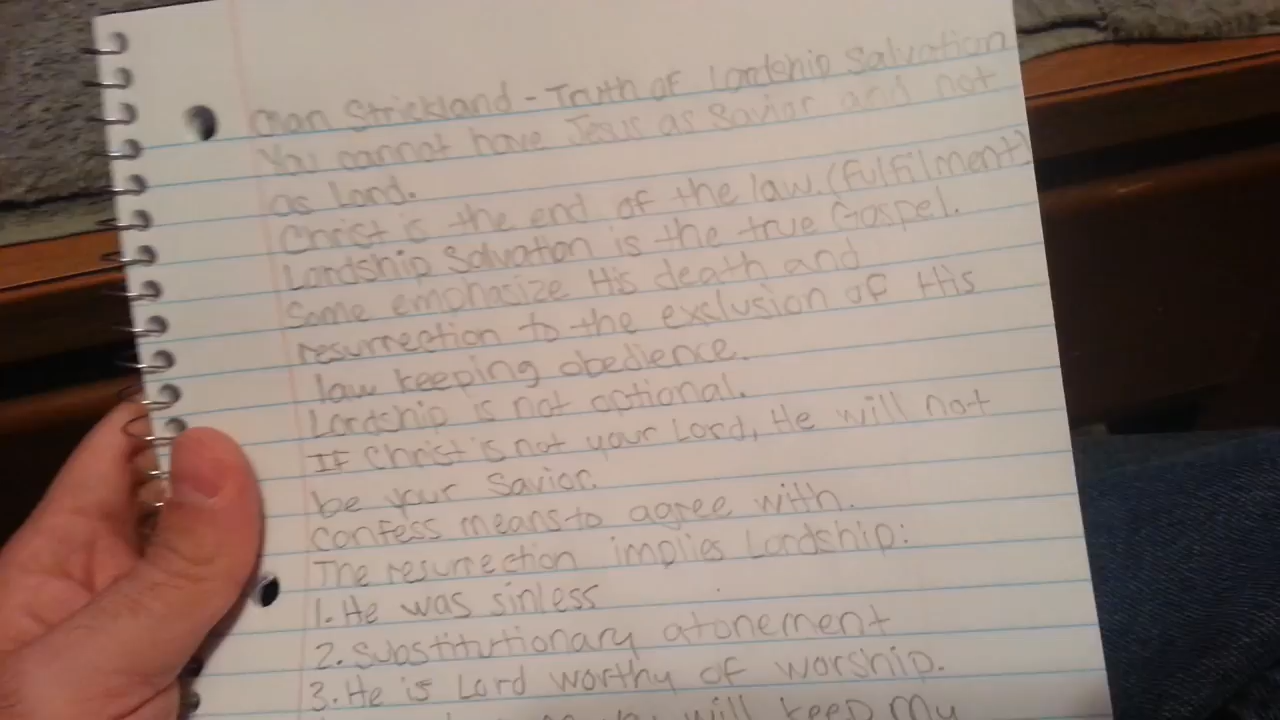 Strickland - Truth of Lordship Salvation
You cannot have Jesus as Savior and not
as Lord.
Christ is the end of the law. (fulfilment)
Lordship Salvation is the true Gospel.
Some emphasize His death and
resurrection to the exclusion of His
law keeping obedience.
Lordship is not optional.
If Christ is not your Lord, He will not
be your Savior.
Confess means to agree with.
The resurrection implies Lordship:
1. He was sinless
2. Substitutionary atonement
3. He is Lord worthy of worship.
will keep My